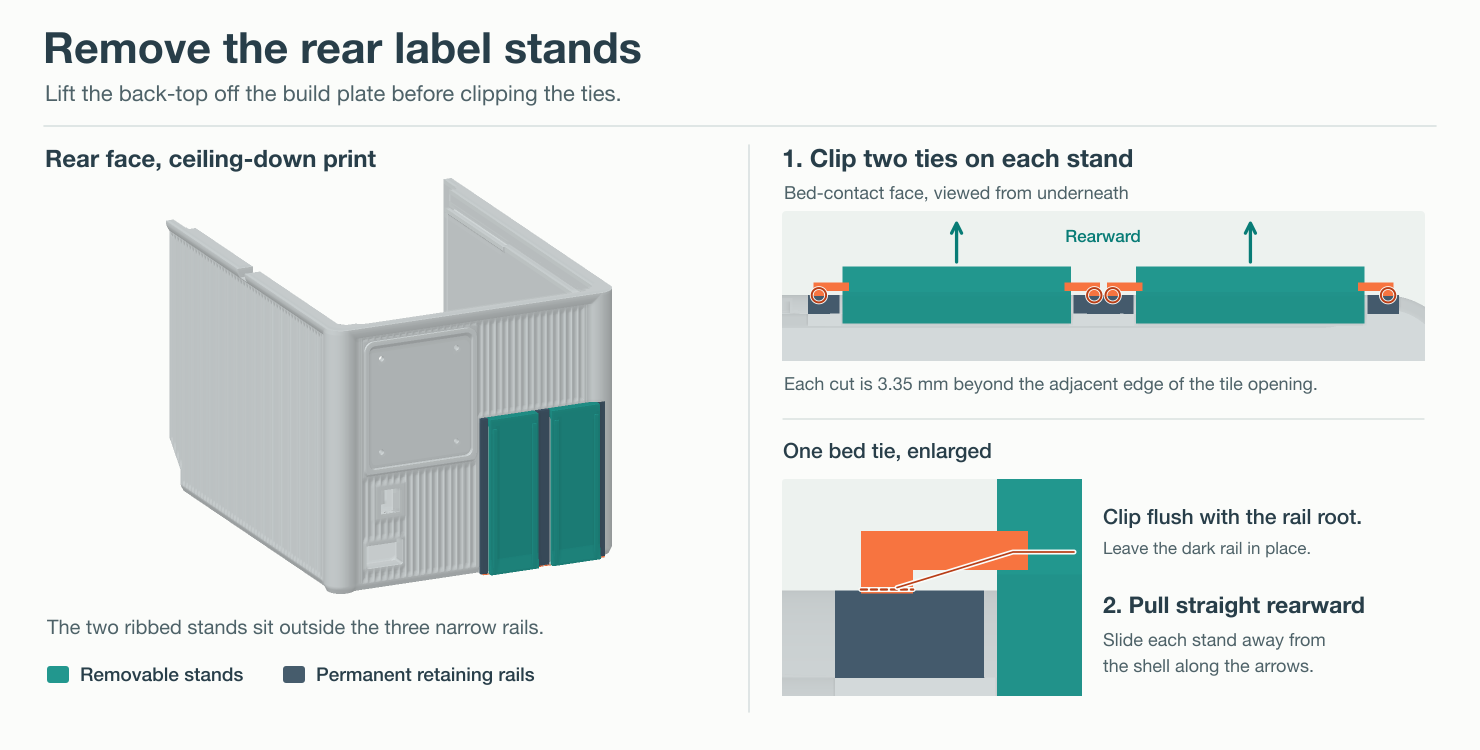 Remove the rear label stands
Lift the back-top off the build plate before clipping the ties.
Rear face, ceiling-down print
The two ribbed stands sit outside the three narrow rails.
Removable stands
Permanent retaining rails
1. Clip two ties on each stand
Bed-contact face, viewed from underneath
Rearward
Each cut is 3.35 mm beyond the adjacent edge of the tile opening.
One bed tie, enlarged
Clip flush with the rail root.
Leave the dark rail in place.
2. Pull straight rearward
Slide each stand away from
the shell along the arrows.